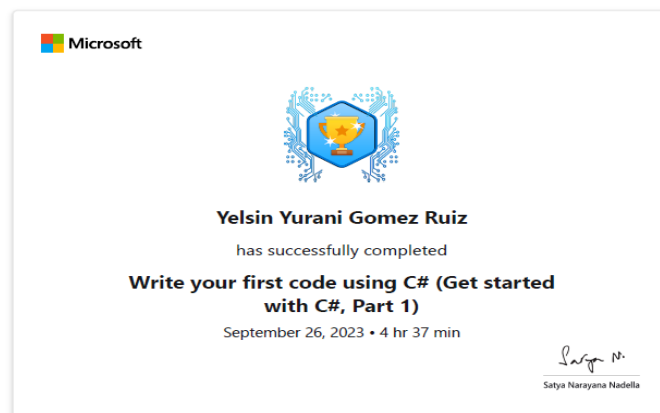 Microsoft
Yelsin Yurani Gomez Ruiz
has successfully completed
Write your first code using C# (Get started
with C#, Part 1)
September 26, 2023 • 4 hr 37 min
Satya N.
Satya Narayana Nadella